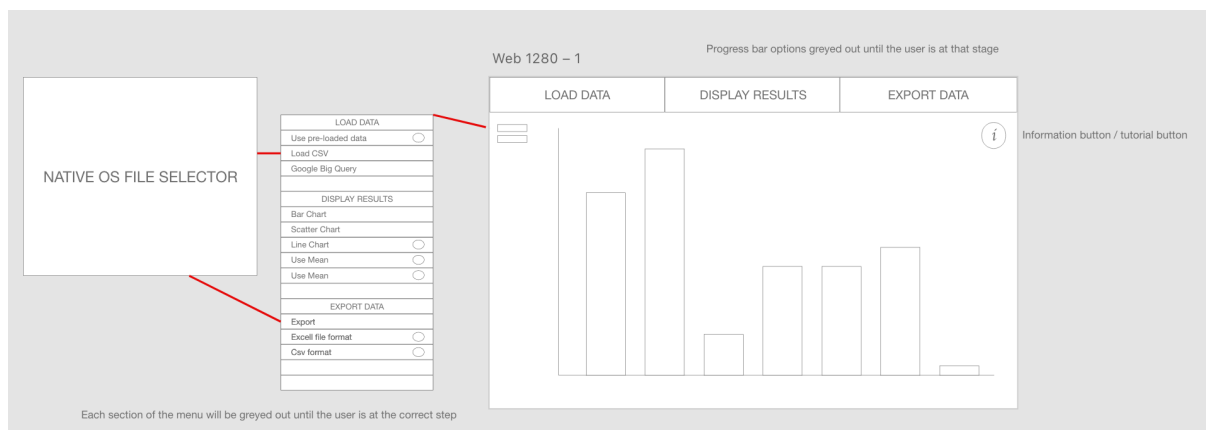 Progress bar options greyed out until the user is at that stage
Web 1280 – 1
LOAD DATA
DISPLAY RESULTS
EXPORT DATA
i
Information button / tutorial button
NATIVE OS FILE SELECTOR
LOAD DATA
Use pre-loaded data
Load CSV
Google Big Query
DISPLAY RESULTS
Bar Chart
Scatter Chart
Line Chart
Use Mean
Use Mean
EXPORT DATA
Export
Excell file format
Csv format
Each section of the menu will be greyed out until the user is at the correct step